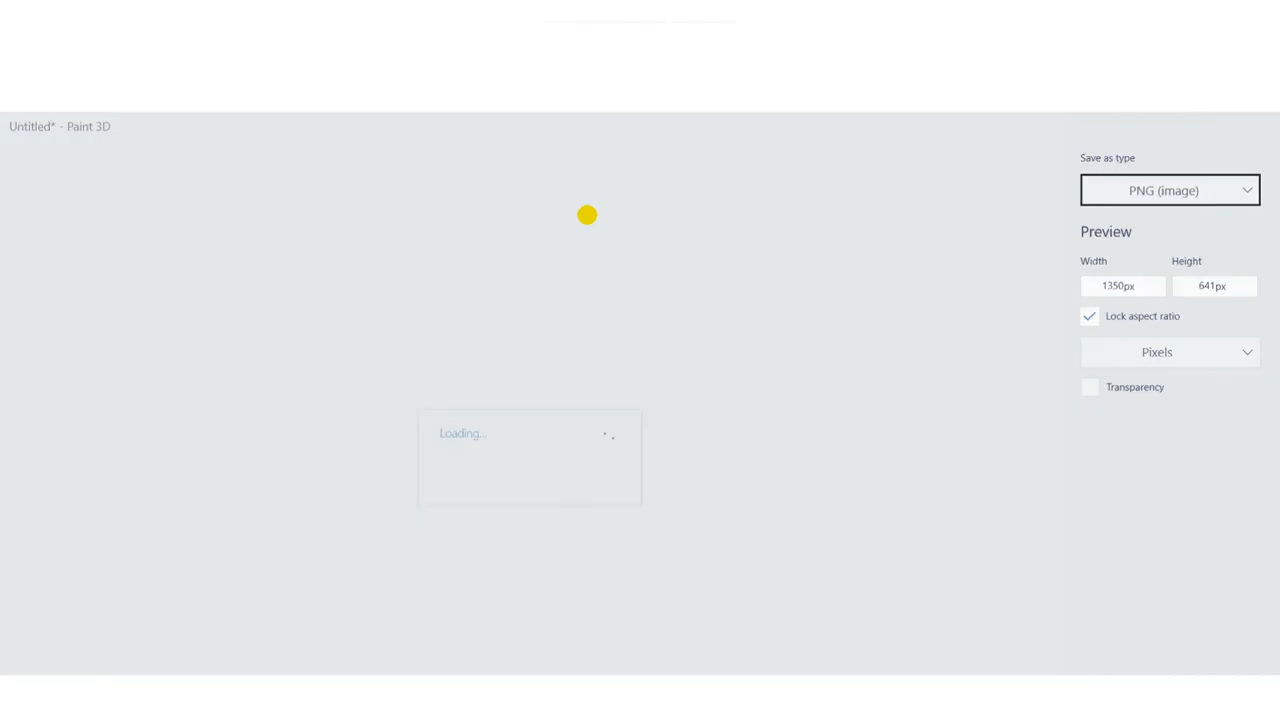 Untitled* - Paint 3D
Save as type
PNG (image)
Preview
Width Height
1350px 641px
Lock aspect ratio
Pixels
Transparency
Loading...